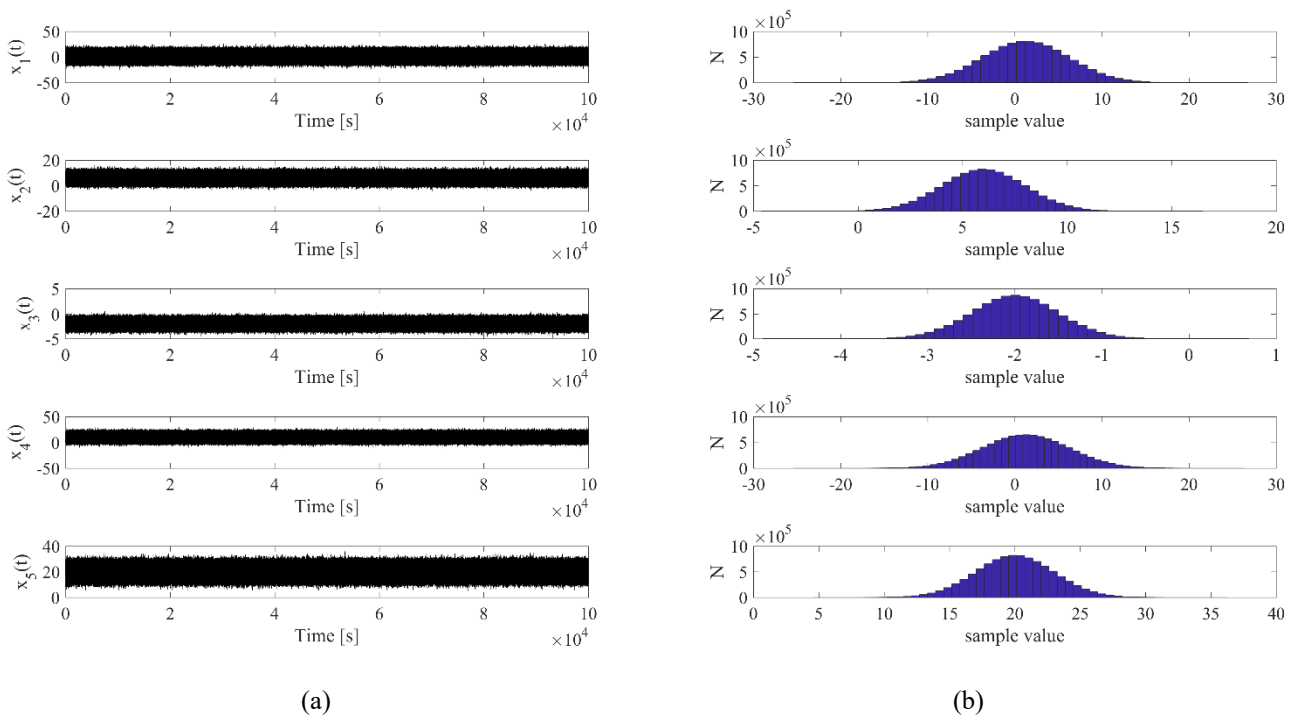 x1(t)
50
0
-50
0 2 4 6 8 10
Time [s]
×10^4
x2(t)
20
0
-20
0 2 4 6 8 10
Time [s]
×10^4
x3(t)
5
0
-5
0 2 4 6 8 10
Time [s]
×10^4
x4(t)
50
0
-50
0 2 4 6 8 10
Time [s]
×10^4
x5(t)
40
20
0
0 2 4 6 8 10
Time [s]
×10^4
(a)
×10^5
N
10
5
0
-30 -20 -10 0 10 20 30
sample value
×10^5
N
10
5
0
-5 0 5 10 15 20
sample value
×10^5
N
10
5
0
-5 -4 -3 -2 -1 0 1
sample value
×10^5
N
10
5
0
-30 -20 -10 0 10 20 30
sample value
×10^5
N
10
5
0
0 5 10 15 20 25 30 35 40
sample value
(b)